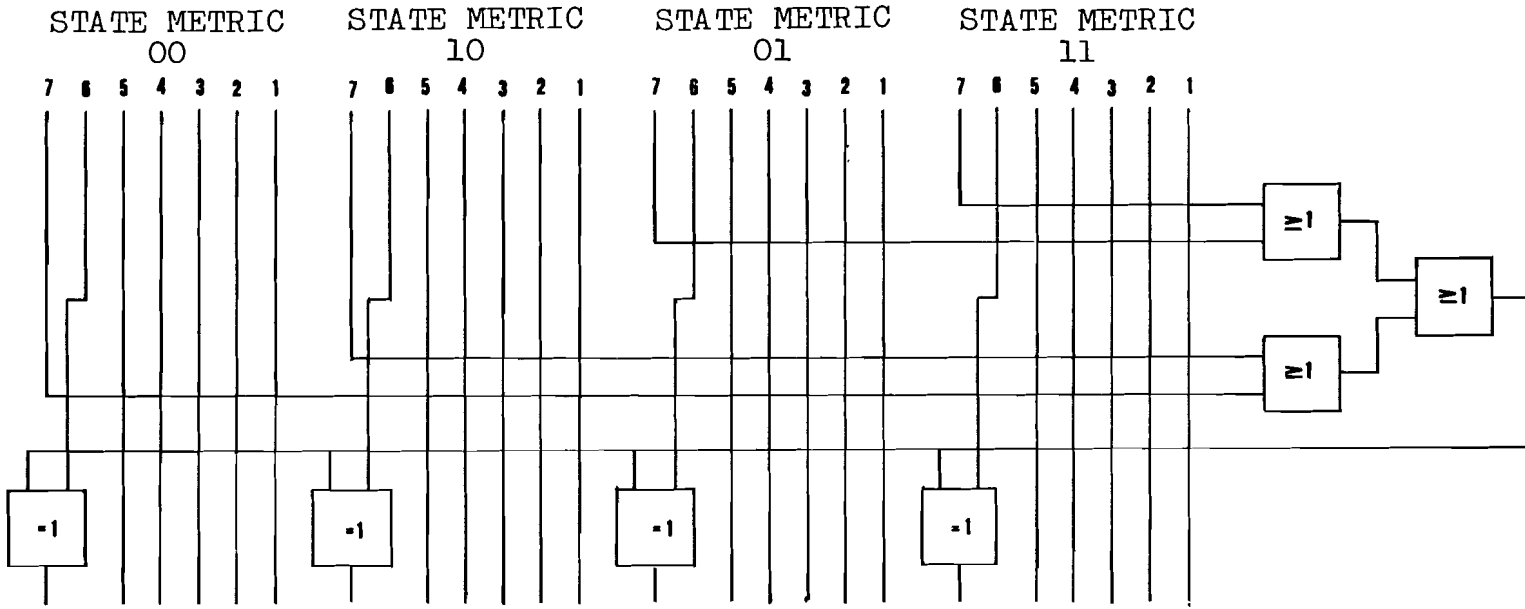 STATE METRIC STATE METRIC STATE METRIC STATE METRIC
00 10 01 11
7 6 5 4 3 2 1 7 6 5 4 3 2 1 7 6 5 4 3 2 1 7 6 5 4 3 2 1
≥1
≥1
≥1
=1 =1 =1 =1